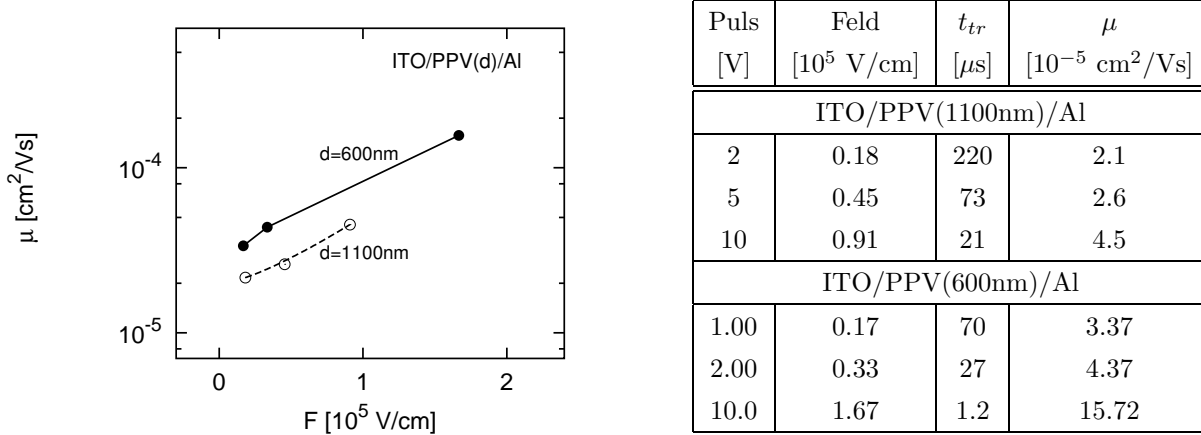 ITO/PPV(d)/Al
d=600nm
d=1100nm
10⁻⁴
10⁻⁵
μ [cm²/Vs]
0 1 2
F [10⁵ V/cm]
Puls Feld t_tr μ
[V] [10⁵ V/cm] [μs] [10⁻⁵ cm²/Vs]
ITO/PPV(1100nm)/Al
2 0.18 220 2.1
5 0.45 73 2.6
10 0.91 21 4.5
ITO/PPV(600nm)/Al
1.00 0.17 70 3.37
2.00 0.33 27 4.37
10.0 1.67 1.2 15.72